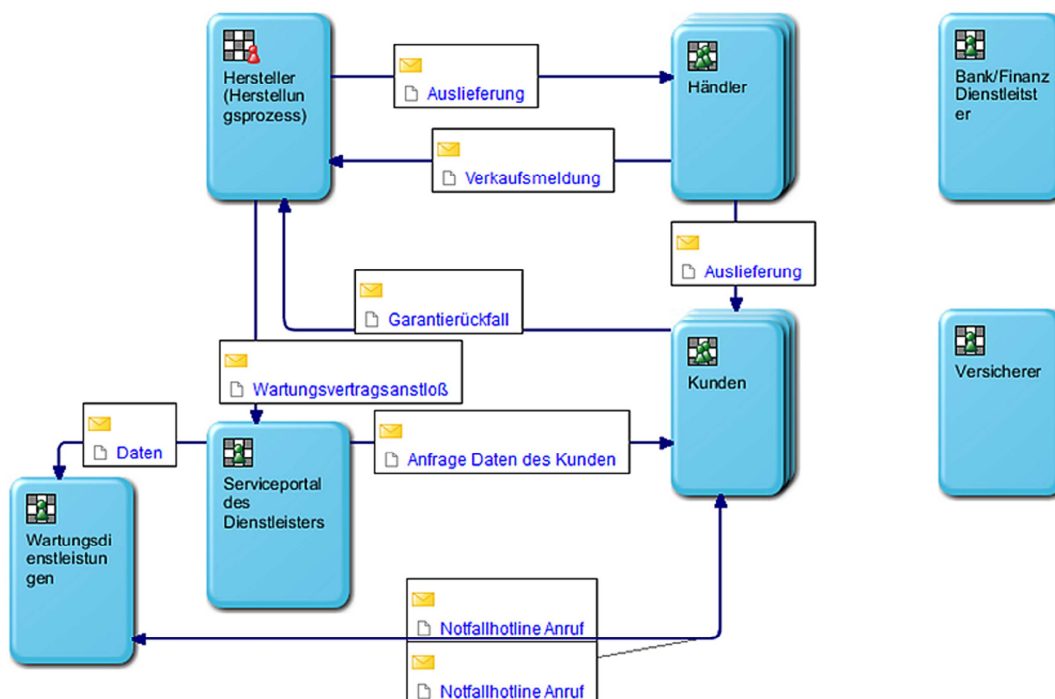 Hersteller
(Herstellun
gsprozess)
Auslieferung
Händler
Bank/Finanz
Dienstleitst
er
Verkaufsmeldung
Auslieferung
Garantierückfall
Kunden
Versicherer
Wartungsvertragsanstloß
Daten
Serviceportal
des
Dienstleisters
Anfrage Daten des Kunden
Wartungsdi
enstleistun
gen
Notfallhotline Anruf
Notfallhotline Anruf